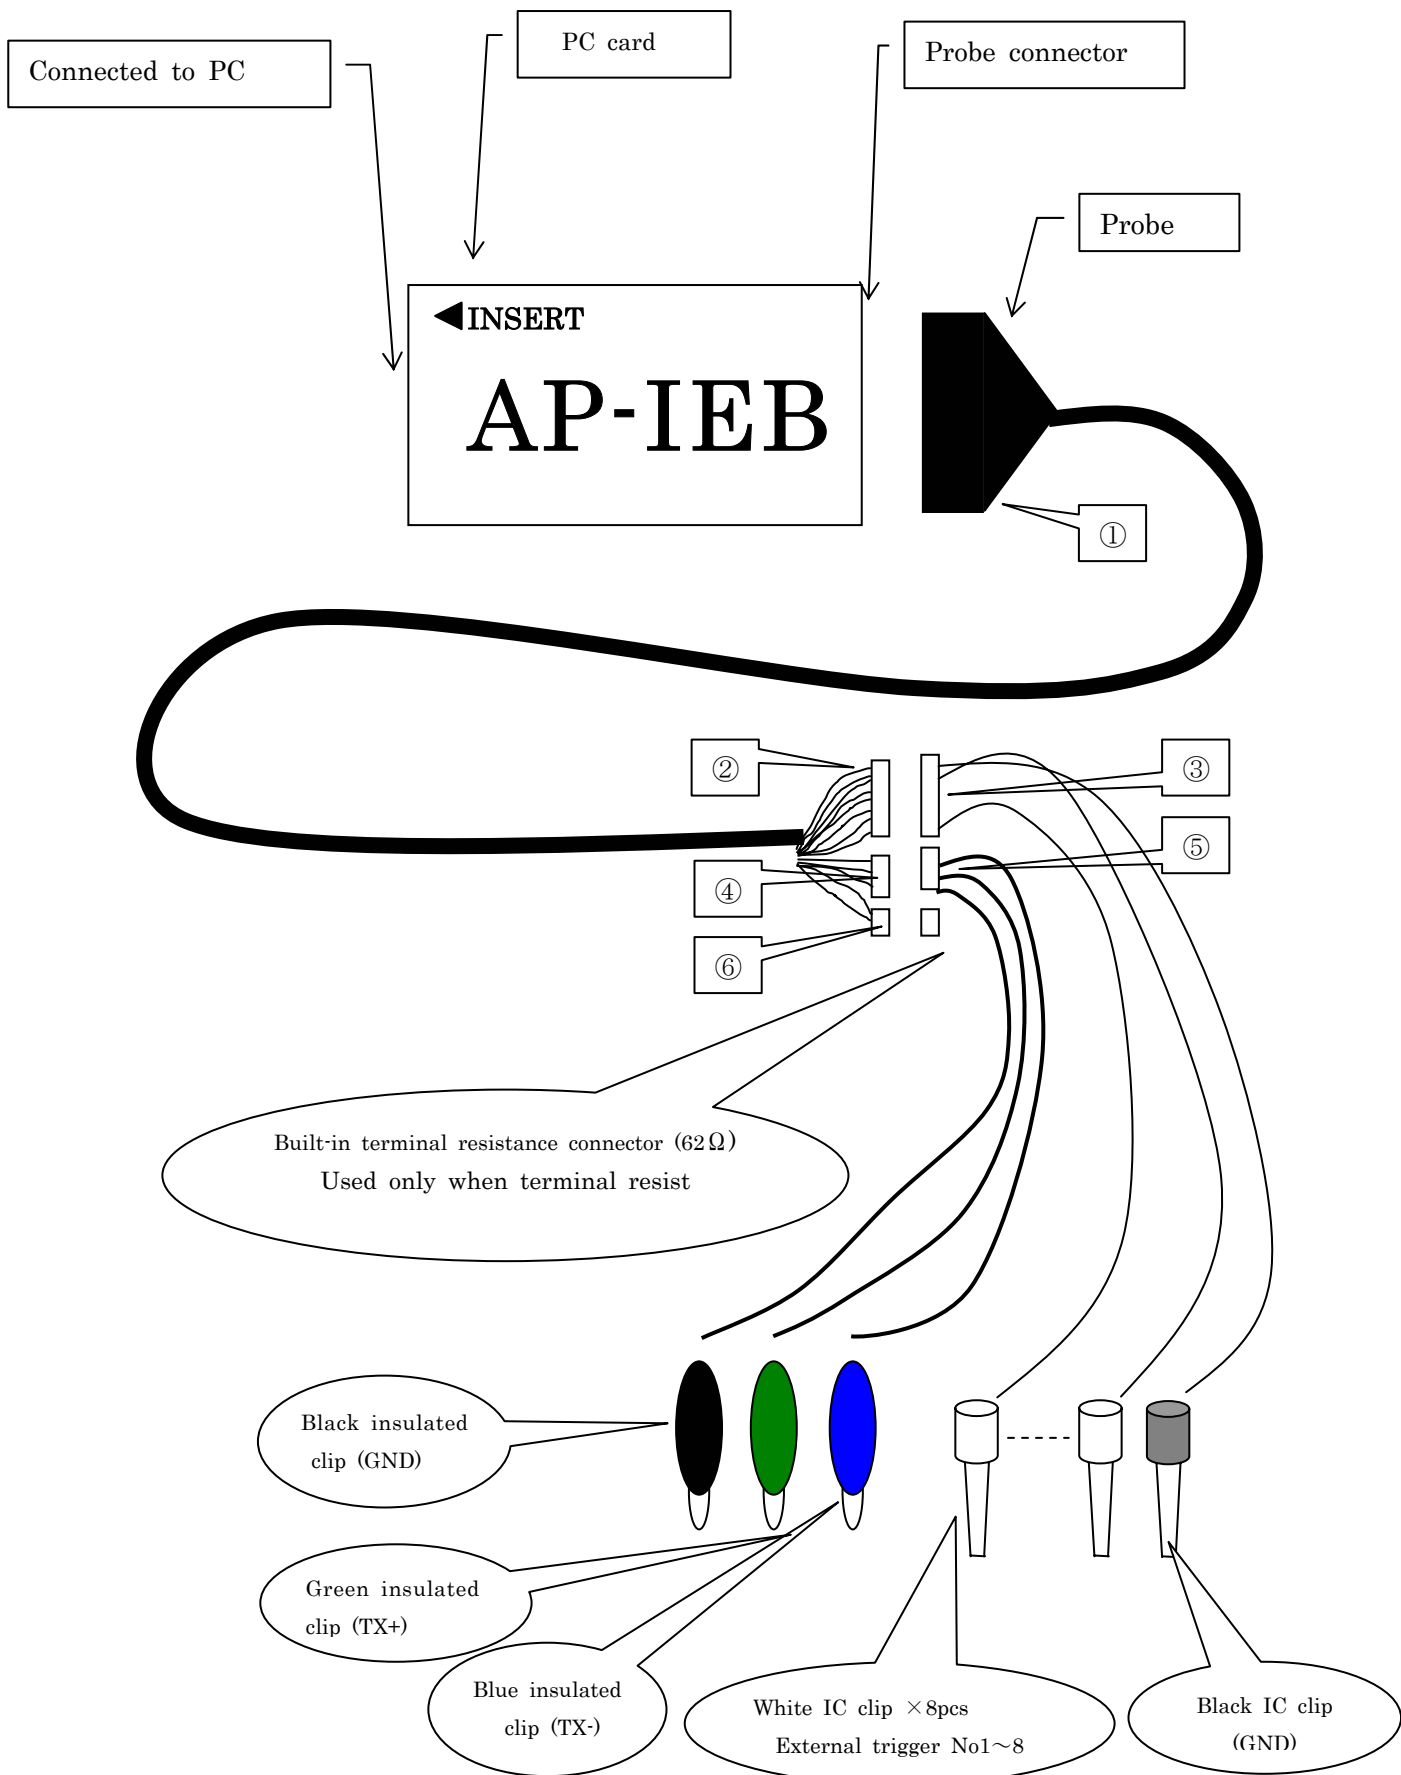 PC card
Connected to PC
Probe connector
Probe
◀INSERT
AP-IEB
①
②
③
⑤
④
⑥
Built-in terminal resistance connector (62Ω)
Used only when terminal resist
Black insulated
clip (GND)
Green insulated
clip (TX+)
Blue insulated
clip (TX-)
White IC clip ×8pcs
External trigger No1～8
Black IC clip
(GND)